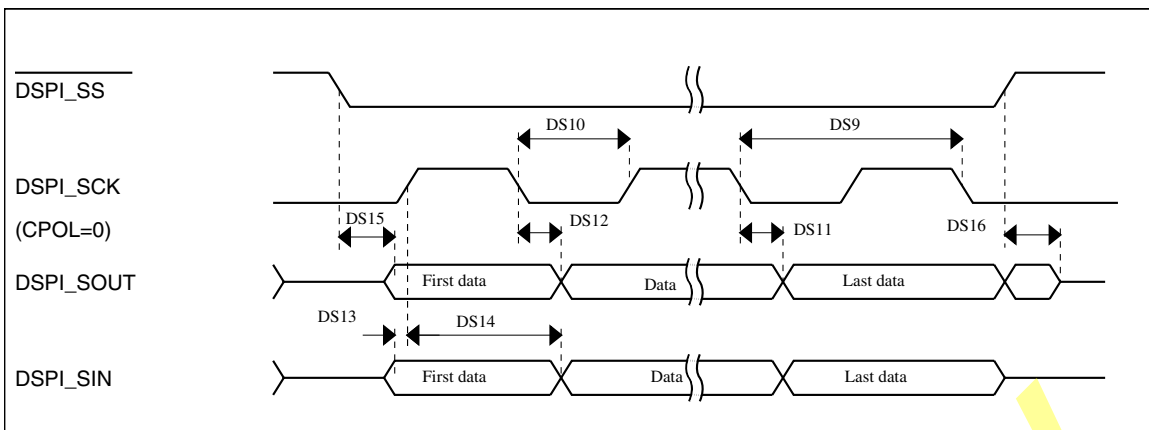 DSPI_SS
DS10 DS9
DSPI_SCK
(CPOL=0)
DS15 DS12 DS11 DS16
DSPI_SOUT First data Data Last data
DS13 DS14
DSPI_SIN First data Data Last data